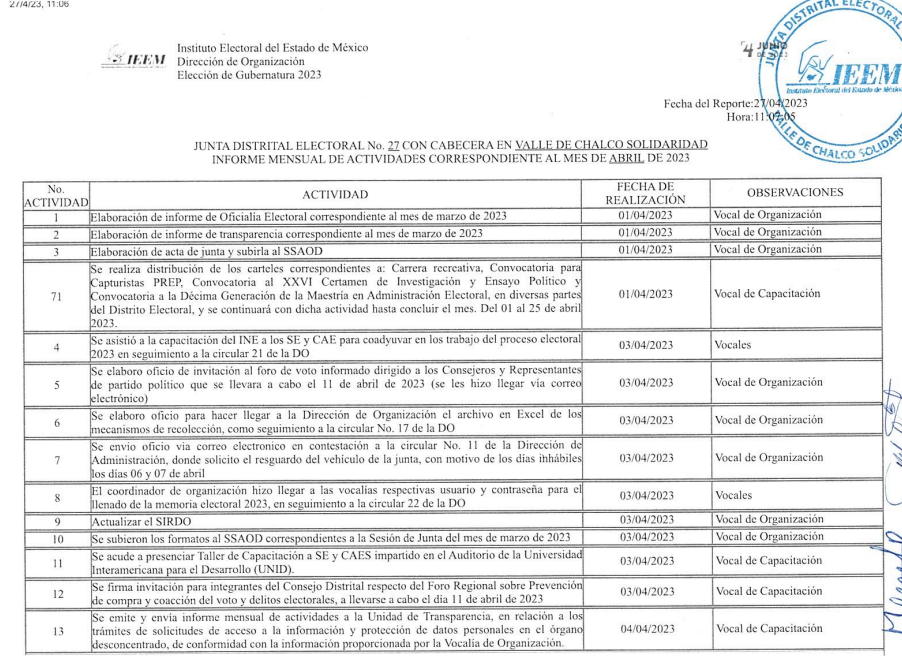 27/4/23, 11:06
IEEM
Instituto Electoral del Estado de México
Dirección de Organización
Elección de Gubernatura 2023
JUNTA DISTRITAL ELECTORAL
4 JUNIO
IEEM
Instituto Electoral del Estado de México
VALLE DE CHALCO SOLIDARI
Fecha del Reporte:27/04/2023
Hora:11:07:05
JUNTA DISTRITAL ELECTORAL No. 27 CON CABECERA EN VALLE DE CHALCO SOLIDARIDAD
INFORME MENSUAL DE ACTIVIDADES CORRESPONDIENTE AL MES DE ABRIL DE 2023
No. ACTIVIDAD
ACTIVIDAD
FECHA DE REALIZACIÓN
OBSERVACIONES
1 Elaboración de informe de Oficialía Electoral correspondiente al mes de marzo de 2023 01/04/2023 Vocal de Organización
2 Elaboración de informe de transparencia correspondiente al mes de marzo de 2023 01/04/2023 Vocal de Organización
3 Elaboración de acta de junta y subirla al SSAOD 01/04/2023 Vocal de Organización
Se realiza distribución de los carteles correspondientes a: Carrera recreativa, Convocatoria para
Capturistas PREP, Convocatoria al XXVI Certamen de Investigación y Ensayo Político y
71 Convocatoria a la Décima Generación de la Maestría en Administración Electoral, en diversas partes 01/04/2023 Vocal de Capacitación
del Distrito Electoral, y se continuará con dicha actividad hasta concluir el mes. Del 01 al 25 de abril
2023.
4 Se asistió a la capacitación del INE a los SE y CAE para coadyuvar en los trabajo del proceso electoral 03/04/2023 Vocales
2023 en seguimiento a la circular 21 de la DO
Se elaboro oficio de invitación al foro de voto informado dirigido a los Consejeros y Representantes
5 de partido político que se llevara a cabo el 11 de abril de 2023 (se les hizo llegar vía correo 03/04/2023 Vocal de Organización
electrónico)
6 Se elaboro oficio para hacer llegar a la Dirección de Organización el archivo en Excel de los 03/04/2023 Vocal de Organización
mecanismos de recolección, como seguimiento a la circular No. 17 de la DO
Se envio oficio via correo electronico en contestación a la circular No. 11 de la Dirección de
7 Administración, donde solicito el resguardo del vehículo de la junta, con motivo de los días inhábiles 03/04/2023 Vocal de Organización
los días 06 y 07 de abril
8 El coordinador de organización hizo llegar a las vocalías respectivas usuario y contraseña para el 03/04/2023 Vocales
llenado de la memoria electoral 2023, en seguimiento a la circular 22 de la DO
9 Actualizar el SIRDO 03/04/2023 Vocal de Organización
10 Se subieron los formatos al SSAOD correspondientes a la Sesión de Junta del mes de marzo de 2023 03/04/2023 Vocal de Organización
11 Se acude a presenciar Taller de Capacitación a SE y CAES impartido en el Auditorio de la Universidad 03/04/2023 Vocal de Capacitación
Interamericana para el Desarrollo (UNID).
12 Se firma invitación para integrantes del Consejo Distrital respecto del Foro Regional sobre Prevención 03/04/2023 Vocal de Capacitación
de compra y coacción del voto y delitos electorales, a llevarse a cabo el día 11 de abril de 2023
Se emite y envía informe mensual de actividades a la Unidad de Transparencia, en relación a los
13 trámites de solicitudes de acceso a la información y protección de datos personales en el órgano 04/04/2023 Vocal de Capacitación
desconcentrado, de conformidad con la información proporcionada por la Vocalía de Organización.